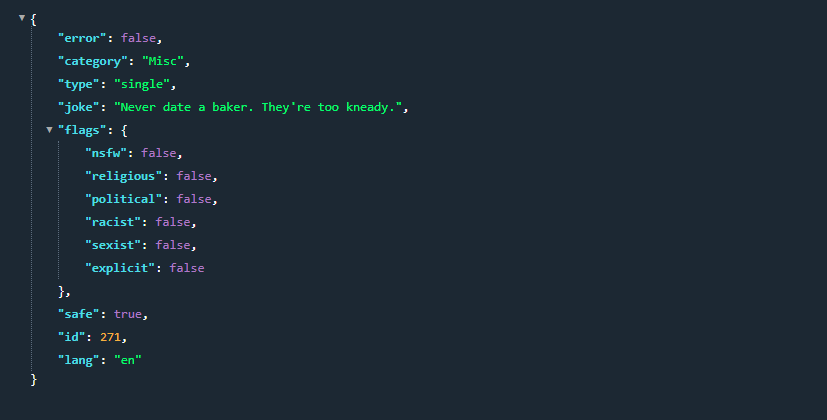 {
"error": false,
"category": "Misc",
"type": "single",
"joke": "Never date a baker. They're too kneady.",
"flags": {
"nsfw": false,
"religious": false,
"political": false,
"racist": false,
"sexist": false,
"explicit": false
},
"safe": true,
"id": 271,
"lang": "en"
}